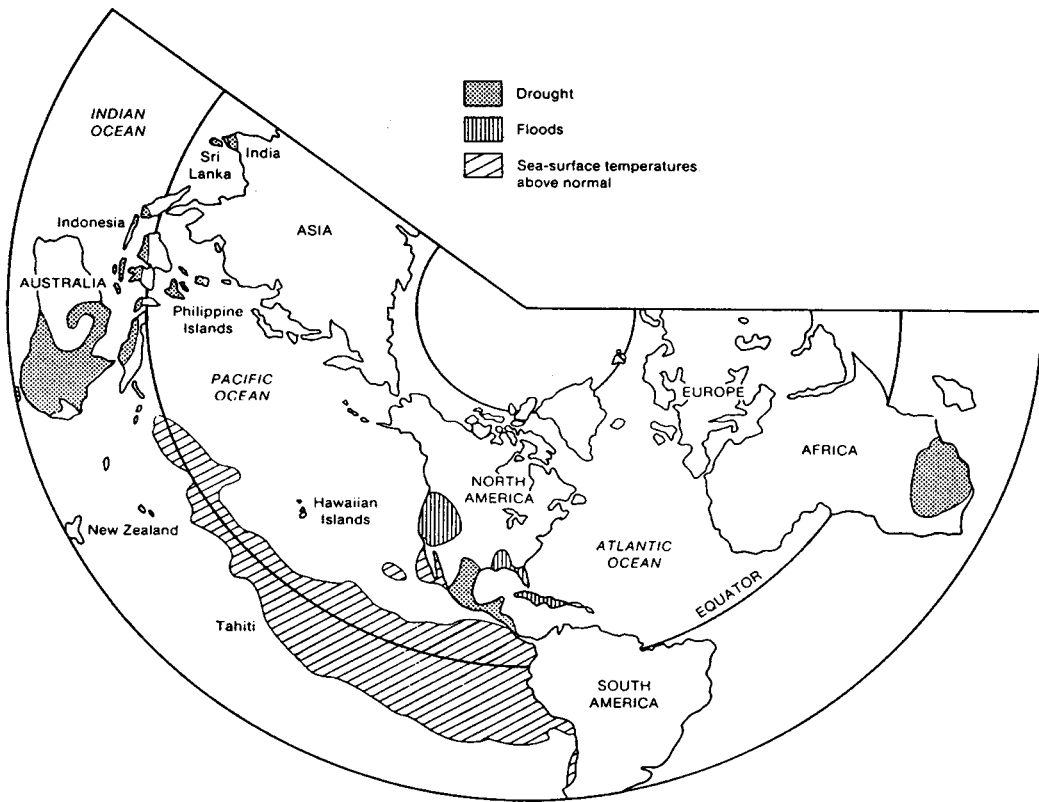 Drought
Floods
Sea-surface temperatures
above normal
INDIAN
OCEAN
Sri
Lanka
India
Indonesia
ASIA
AUSTRALIA
Philippine
Islands
PACIFIC
OCEAN
EUROPE
AFRICA
NORTH
AMERICA
Hawaiian
Islands
New Zealand
ATLANTIC
OCEAN
EQUATOR
Tahiti
SOUTH
AMERICA